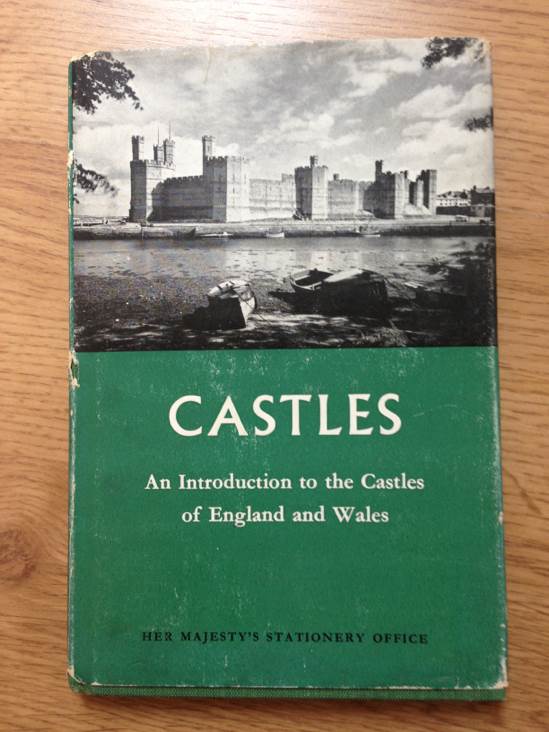 CASTLES
An Introduction to the Castles
of England and Wales
HER MAJESTY'S STATIONERY OFFICE